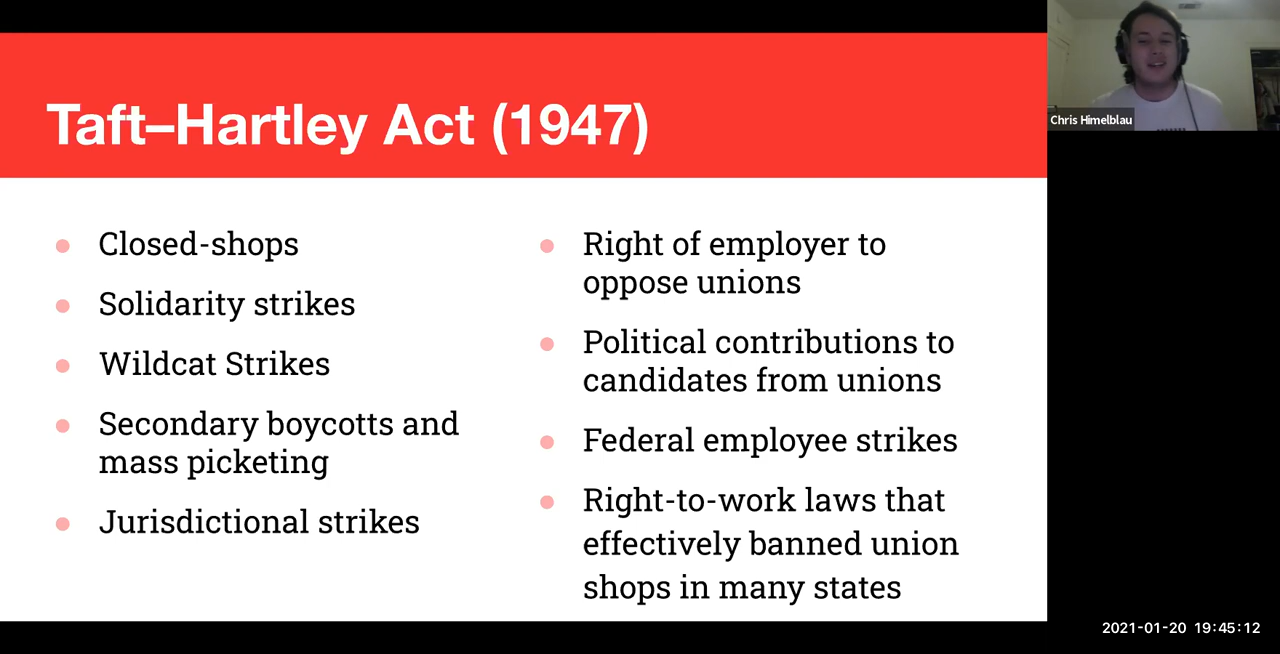 Taft–Hartley Act (1947)
Closed-shops
Solidarity strikes
Wildcat Strikes
Secondary boycotts and
mass picketing
Jurisdictional strikes
Right of employer to
oppose unions
Political contributions to
candidates from unions
Federal employee strikes
Right-to-work laws that
effectively banned union
shops in many states
Chris Himelblau
2021-01-20 19:45:12